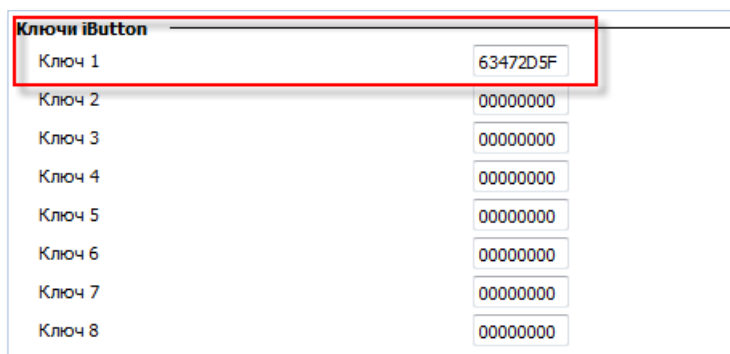 Ключи iButton
Ключ 1 63472D5F
Ключ 2 00000000
Ключ 3 00000000
Ключ 4 00000000
Ключ 5 00000000
Ключ 6 00000000
Ключ 7 00000000
Ключ 8 00000000